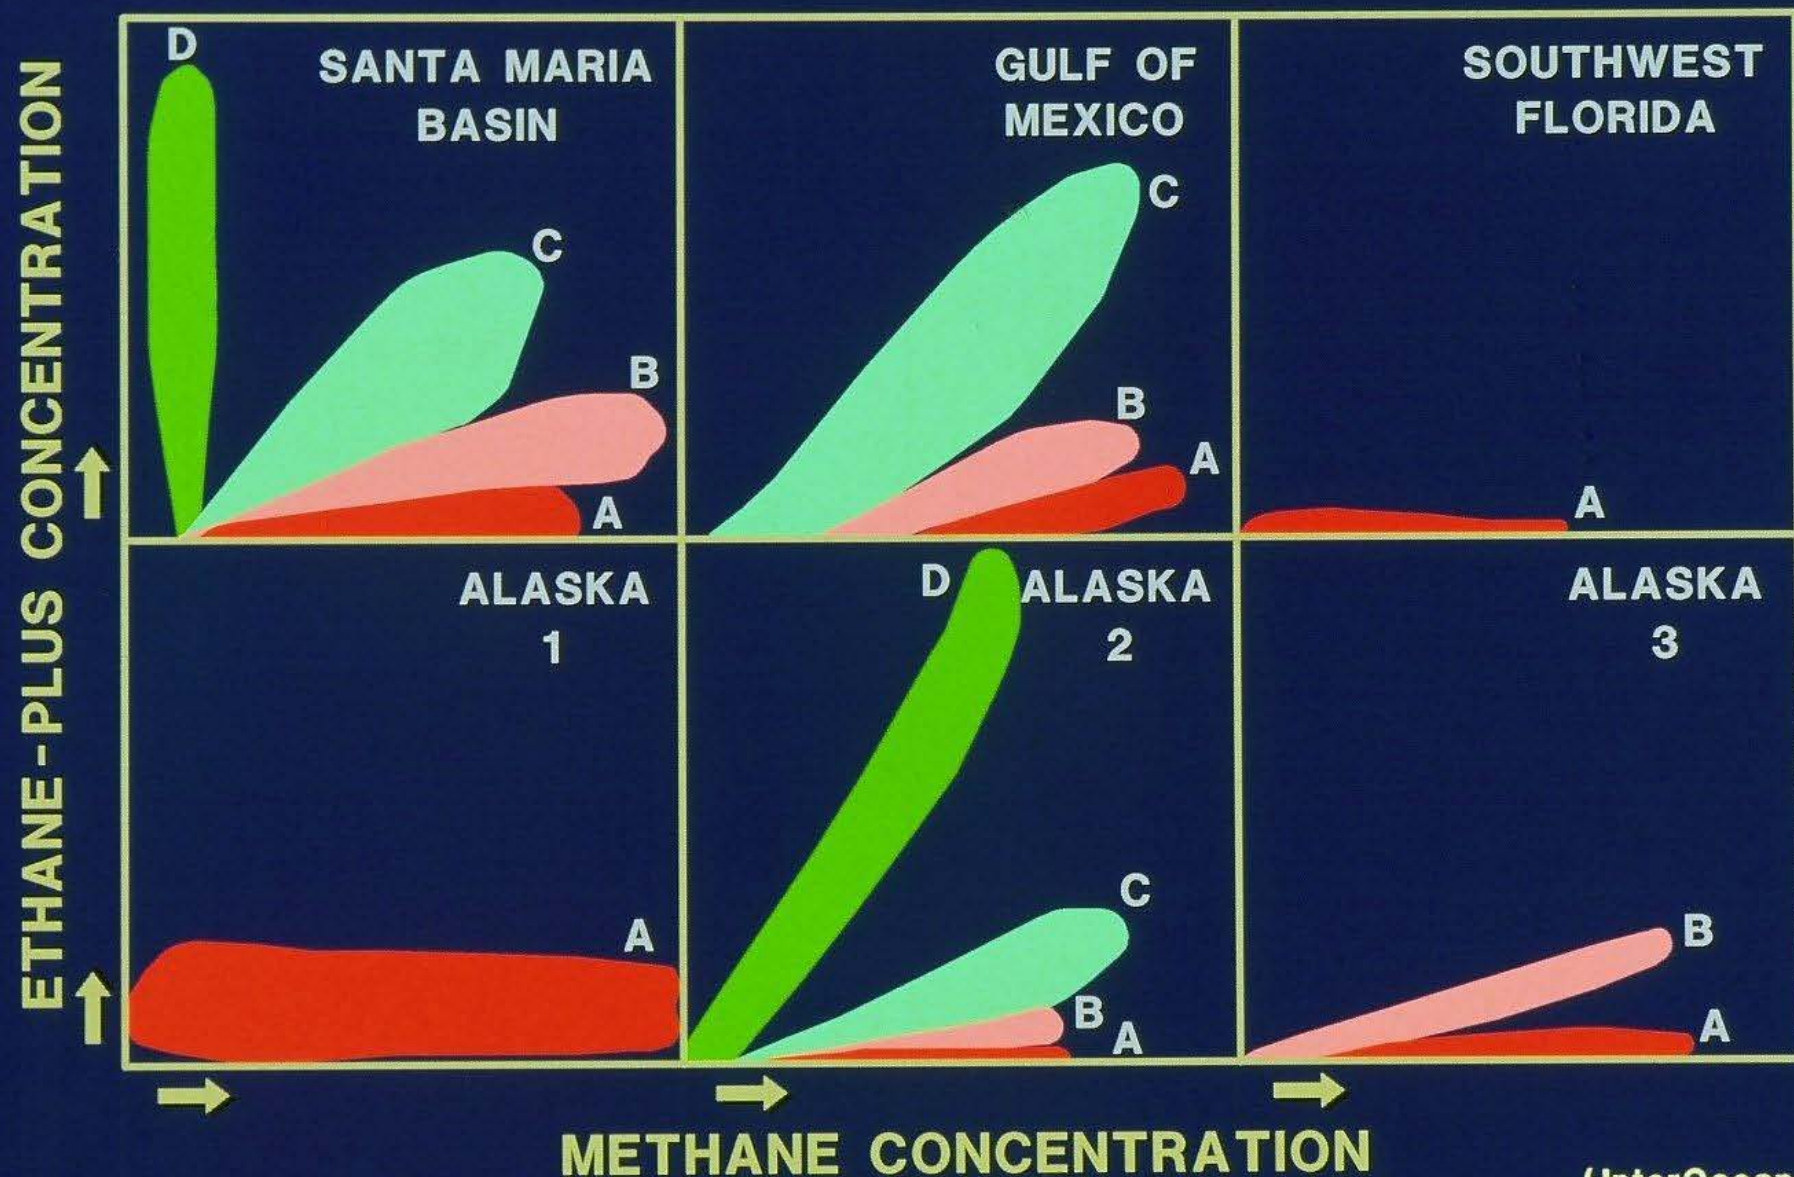 ETHANE-PLUS CONCENTRATION
D
SANTA MARIA
BASIN
C
B
A
GULF OF
MEXICO
C
B
A
SOUTHWEST
FLORIDA
A
ALASKA
1
A
D
ALASKA
2
C
B
A
ALASKA
3
B
A
METHANE CONCENTRATION